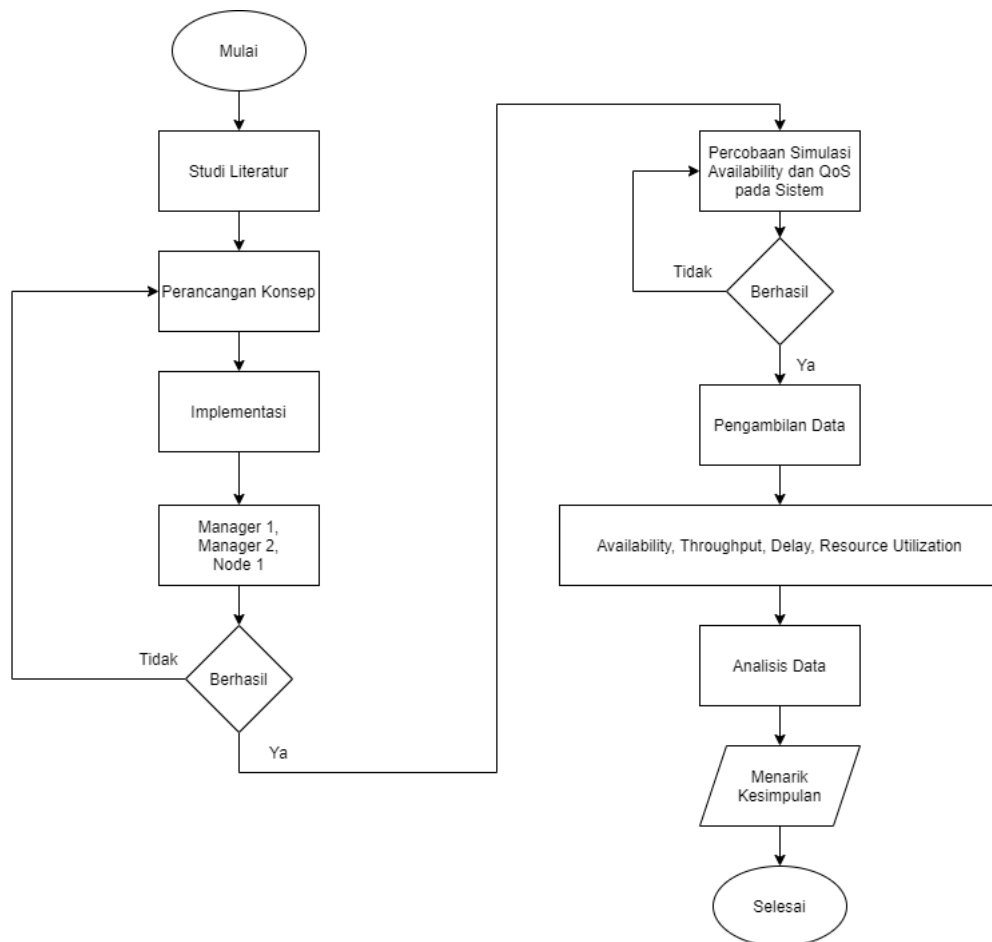 Mulai
Studi Literatur
Perancangan Konsep
Implementasi
Manager 1,
Manager 2,
Node 1
Berhasil
Tidak
Ya
Percobaan Simulasi
Availability dan QoS
pada Sistem
Berhasil
Tidak
Ya
Pengambilan Data
Availability, Throughput, Delay, Resource Utilization
Analisis Data
Menarik
Kesimpulan
Selesai